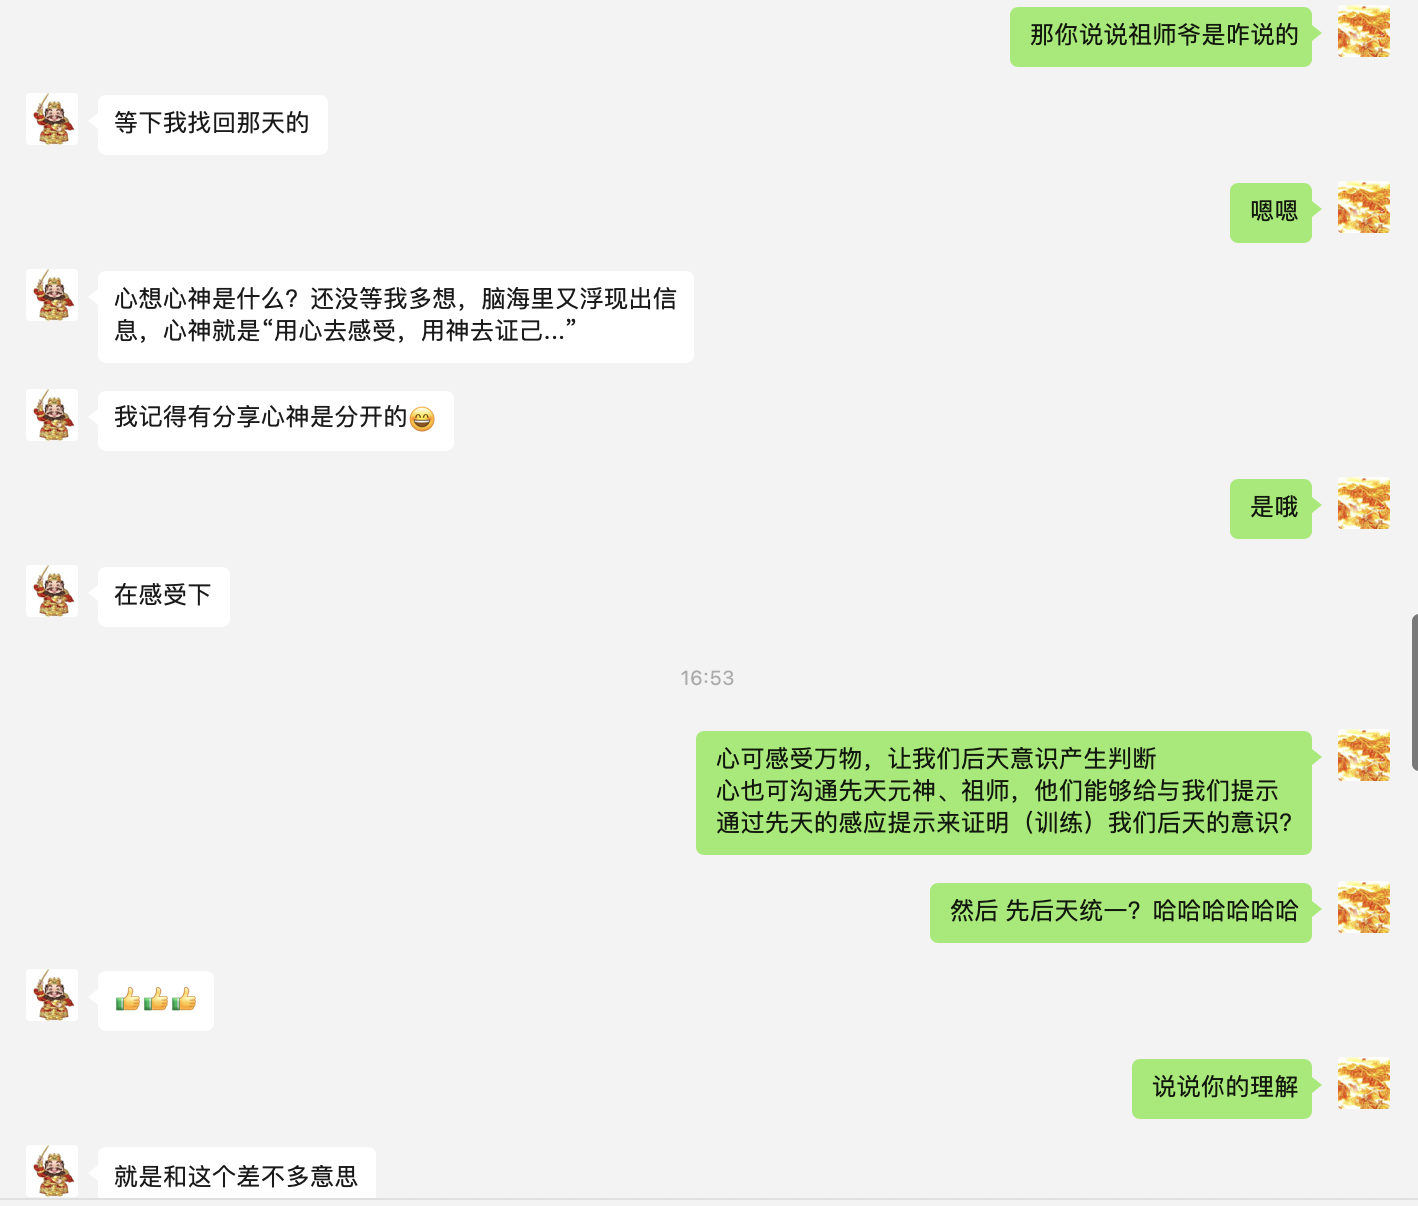 那你说说祖师爷是咋说的
等下我找回那天的
嗯嗯
心想心神是什么？还没等我多想，脑海里又浮现出信
息，心神就是“用心去感受，用神去证己...”
我记得有分享心神是分开的😄
是哦
在感受下
16:53
心可感受万物，让我们后天意识产生判断
心也可沟通先天元神、祖师，他们能够给与我们提示
通过先天的感应提示来证明（训练）我们后天的意识？
然后 先后天统一？哈哈哈哈哈哈
👍👍👍
说说你的理解
就是和这个差不多意思